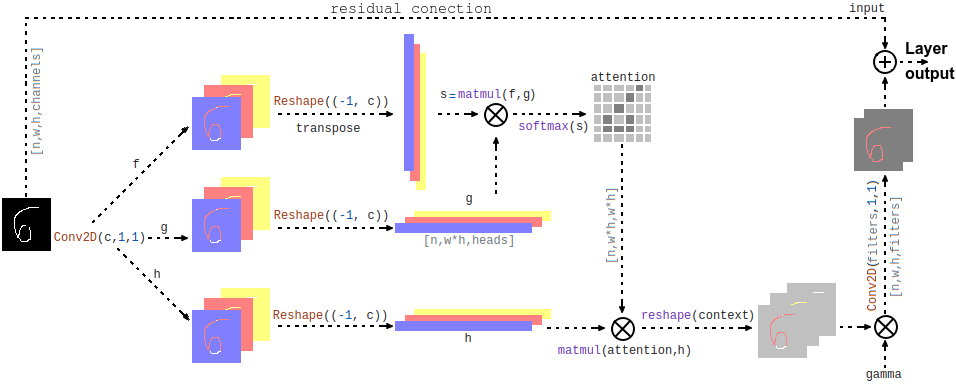 residual conection
input
Layer
output
[n,w,h,channels]
attention
Reshape((-1, c))
transpose
s=matmul(f,g)
softmax(s)
f
g
Reshape((-1, c))
[n,w*h,heads]
Conv2D(c,1,1)
g
h
[n,w*h,w*h]
Conv2D(filters,1,1)
[n,w,h,filters]
Reshape((-1, c))
h
matmul(attention,h)
reshape(context)
gamma